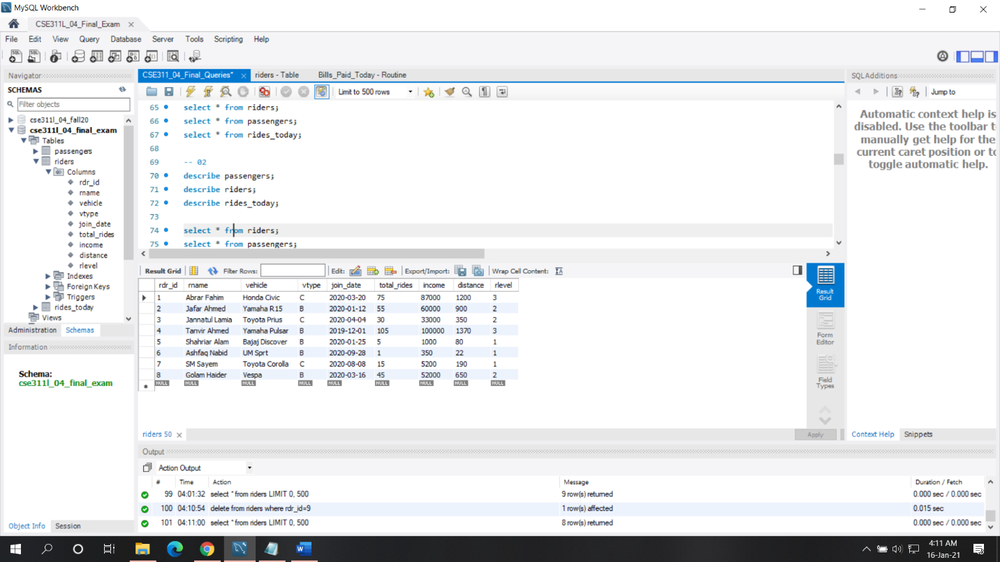 MySQL Workbench
CSE311L_04_Final_Exam
File Edit View Query Database Server Tools Scripting Help
Navigator
SCHEMAS
Filter objects
cse311l_04_fall20
cse311l_04_final_exam
Tables
passengers
riders
Columns
rdr_id
rname
vehicle
vtype
join_date
total_rides
income
distance
rlevel
Indexes
Foreign Keys
Triggers
rides_today
Views
Administration Schemas
Information
Schema:
cse311l_04_final_exam
Object Info Session
CSE311_04_Final_Queries* riders - Table Bills_Paid_Today - Routine
Limit to 500 rows
65 select * from riders;
66 select * from passengers;
67 select * from rides_today;
68
69 -- 02
70 describe passengers;
71 describe riders;
72 describe rides_today;
73
74 select * from riders;
75 select * from passengers;
Result Grid Filter Rows: Edit: Export/Import: Wrap Cell Content:
rdr_id rname vehicle vtype join_date total_rides income distance rlevel
1 Abrar Fahim Honda Civic C 2020-03-20 75 87000 1200 3
2 Jafar Ahmed Yamaha R15 B 2020-01-12 55 60000 900 2
3 Jannatul Lamia Toyota Prius C 2020-04-04 30 33000 350 2
4 Tanvir Ahmed Yamaha Pulsar B 2019-12-01 105 100000 1370 3
5 Shahriar Alam Bajaj Discover B 2020-01-25 5 1000 80 1
6 Ashfaq Nabid UM Sprt B 2020-09-28 1 350 22 1
7 SM Sayem Toyota Corolla C 2020-08-08 15 5200 190 1
8 Golam Haider Vespa B 2020-03-16 45 52000 650 2
NULL NULL NULL NULL NULL NULL NULL NULL NULL
Result
Grid
Form
Editor
Field
Types
riders 50
Apply
SQLAdditions
Jump to
Automatic context help is
disabled. Use the toolbar t
manually get help for the
current caret position or to
toggle automatic help.
Context Help Snippets
Output
Action Output
# Time Action Message Duration / Fetch
99 04:01:32 select * from riders LIMIT 0, 500 9 row(s) returned 0.000 sec / 0.000 sec
100 04:10:54 delete from riders where rdr_id=9 1 row(s) affected 0.015 sec
101 04:11:00 select * from riders LIMIT 0, 500 8 row(s) returned 0.000 sec / 0.000 sec
4:11 AM
16-Jan-21